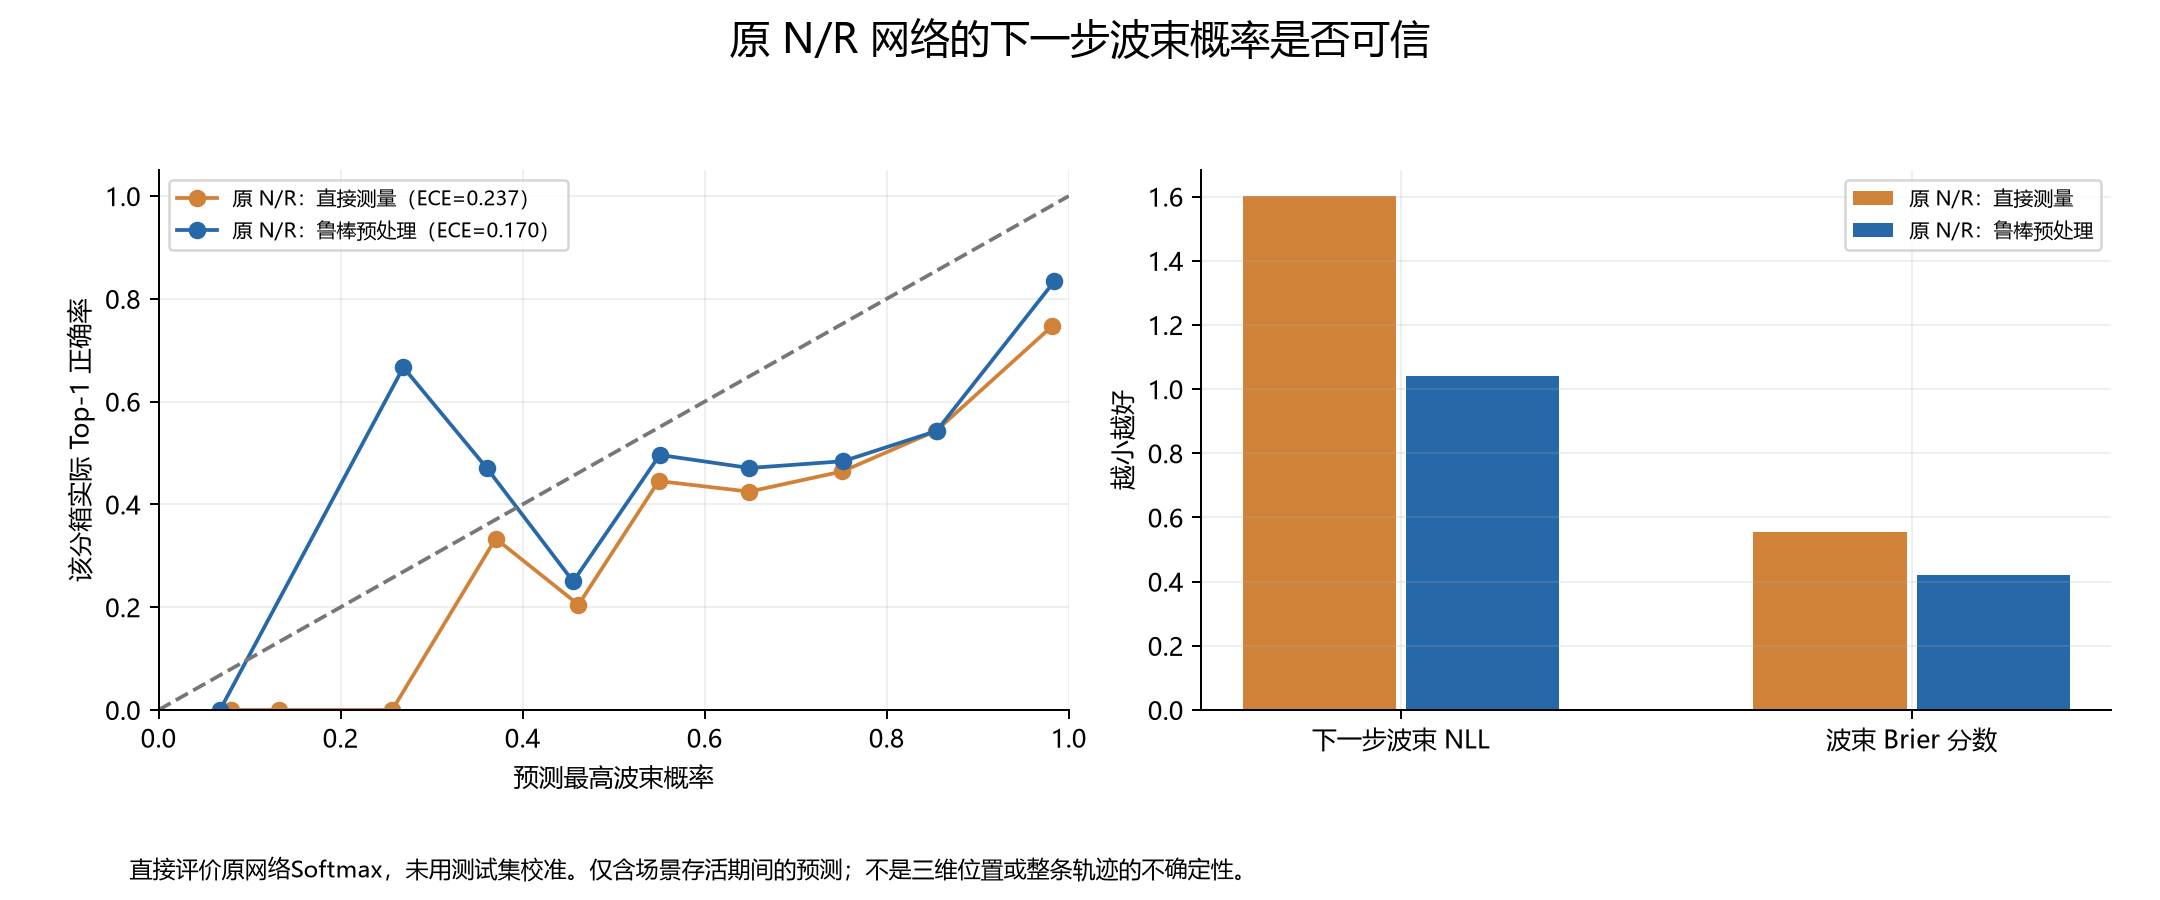 原 N/R 网络的下一步波束概率是否可信
原 N/R：直接测量（ECE=0.237）
原 N/R：鲁棒预处理（ECE=0.170）
该分箱实际 Top-1 正确率
1.0
0.8
0.6
0.4
0.2
0.0
0.0 0.2 0.4 0.6 0.8 1.0
预测最高波束概率
原 N/R：直接测量
原 N/R：鲁棒预处理
越小越好
1.6
1.4
1.2
1.0
0.8
0.6
0.4
0.2
0.0
下一步波束 NLL
波束 Brier 分数
直接评价原网络Softmax，未用测试集校准。仅含场景存活期间的预测；不是三维位置或整条轨迹的不确定性。